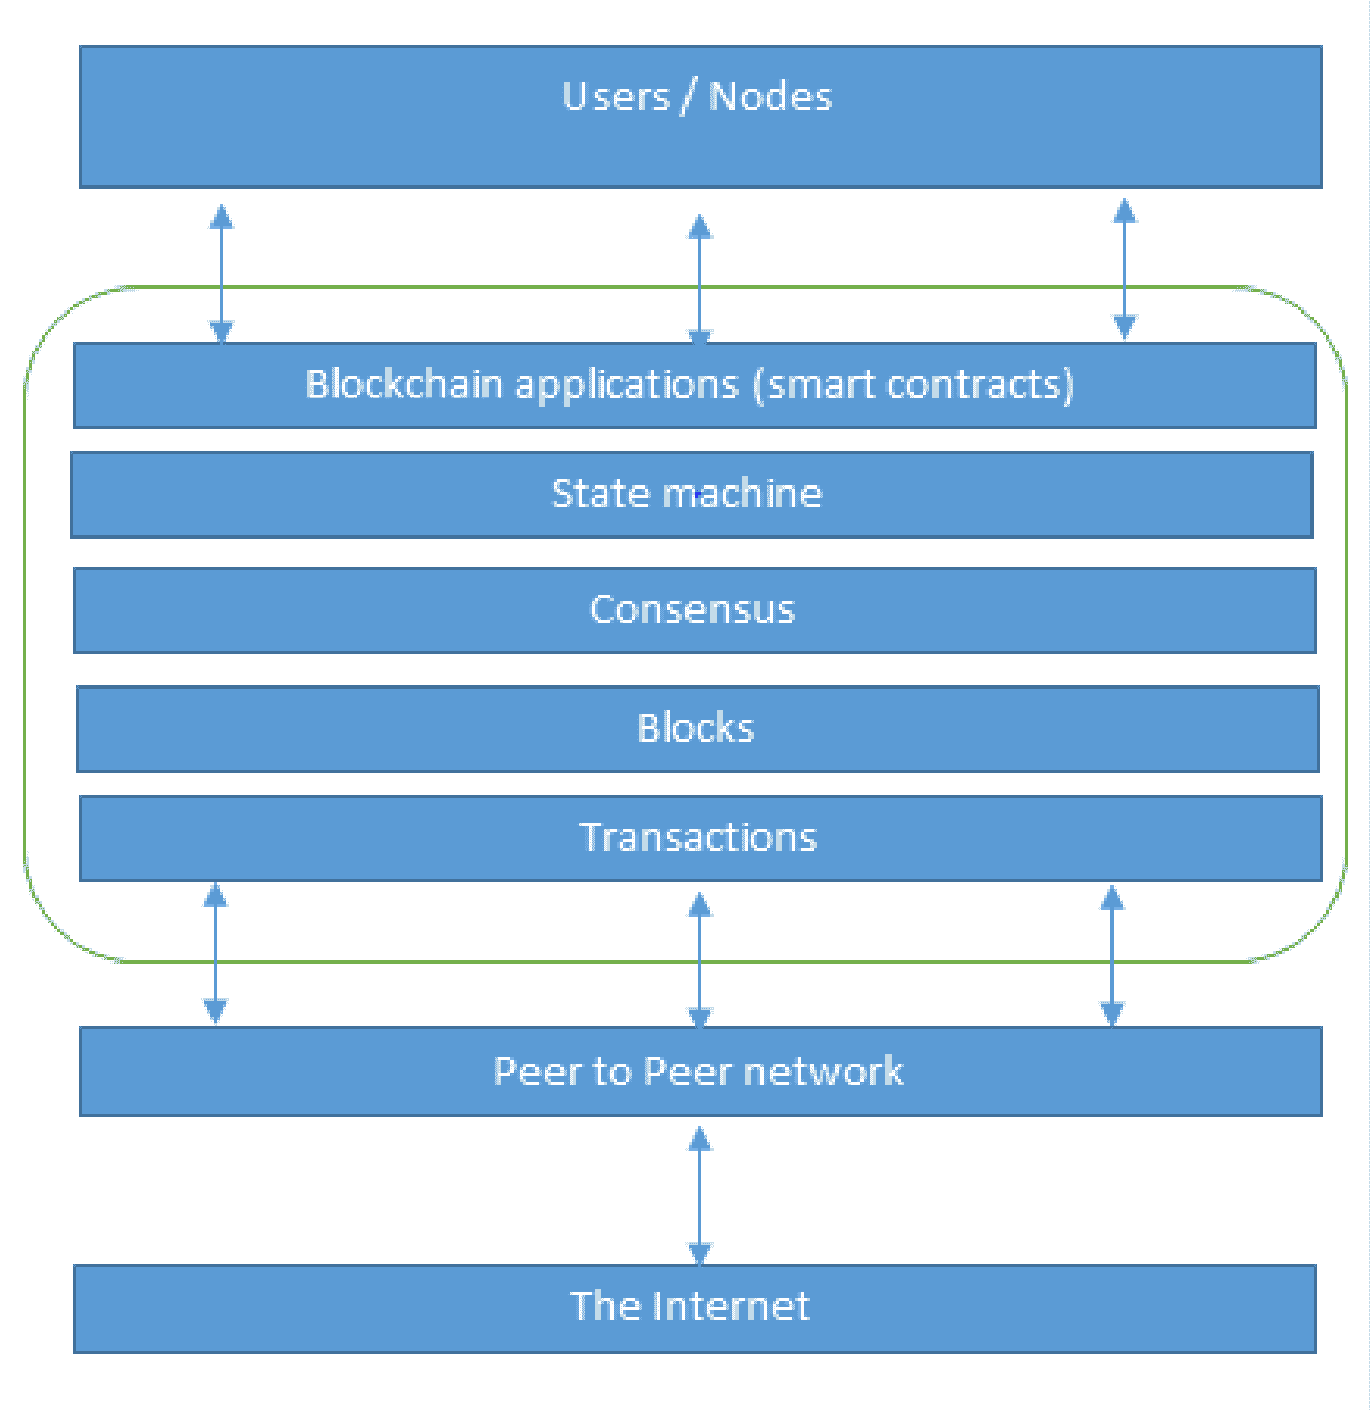 Users / Nodes
Blockchain applications (smart contracts)
State machine
Consensus
Blocks
Transactions
Peer to Peer network
The Internet